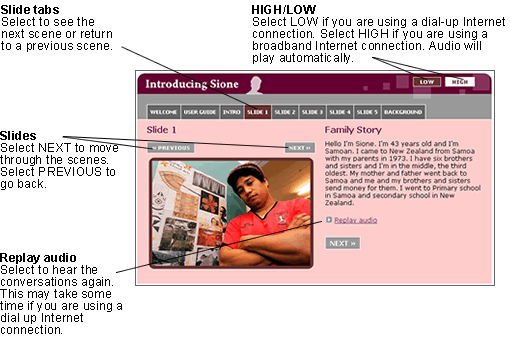 Slide tabs
Select to see the
next scene or return
to a previous scene.
HIGH/LOW
Select LOW if you are using a dial-up Internet
connection. Select HIGH if you are using a
broadband Internet connection. Audio will
play automatically.
Introducing Sione
LOW
HIGH
WELCOME
USER GUIDE
INTRO
SLIDE 1
SLIDE 2
SLIDE 3
SLIDE 4
SLIDE 5
BACKGROUND
Slides
Select NEXT to move
through the scenes.
Select PREVIOUS to
go back.
Slide 1
« PREVIOUS
NEXT »
Family Story
Hello I'm Sione. I'm 43 years old and I'm
Samoan. I came to New Zealand from Samoa
with my parents in 1973. I have six brothers
and sisters and I'm in the middle, the third
oldest. My mother and father went back to
Samoa and me and my brothers and sisters
send money for them. I went to Primary school
in Samoa and secondary school in New
Zealand.
Replay audio
NEXT »
Replay audio
Select to hear the
conversations again.
This may take some
time if you are using a
dial up Internet
connection.